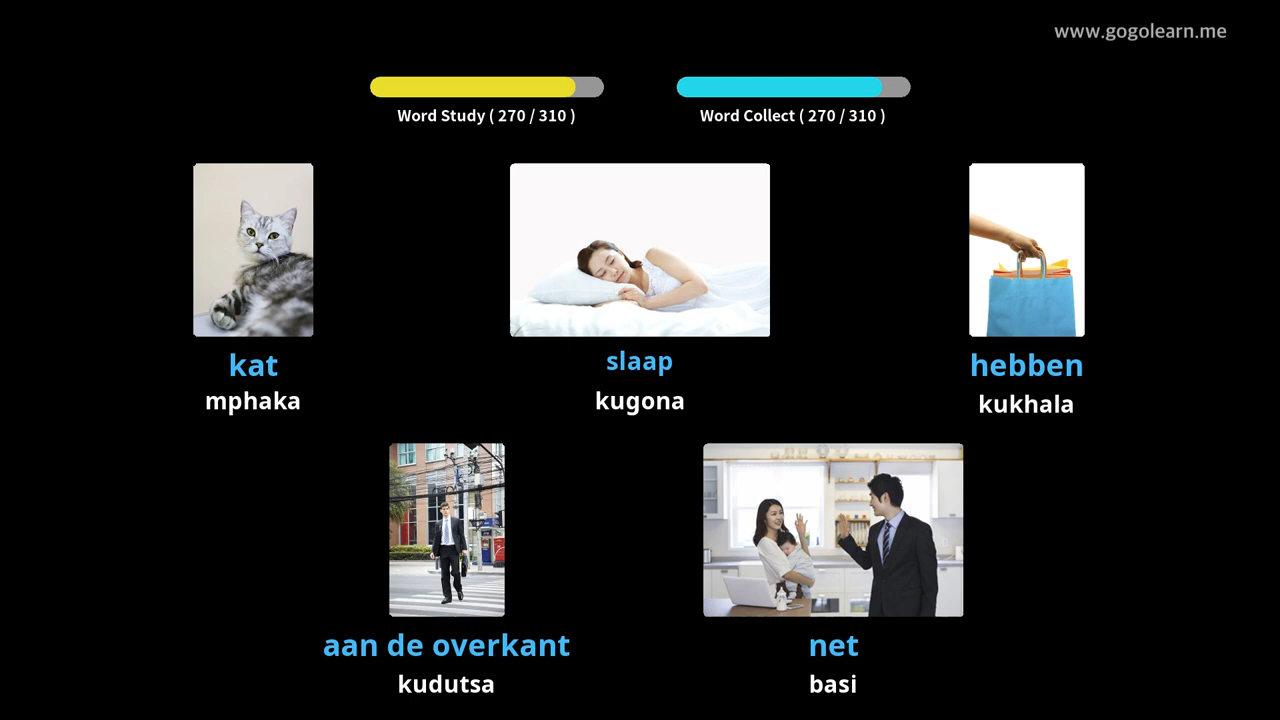 www.gogolearn.me
Word Study ( 270 / 310 )
Word Collect ( 270 / 310 )
kat
mphaka
slaap
kugona
hebben
kukhala
aan de overkant
kudutsa
net
basi